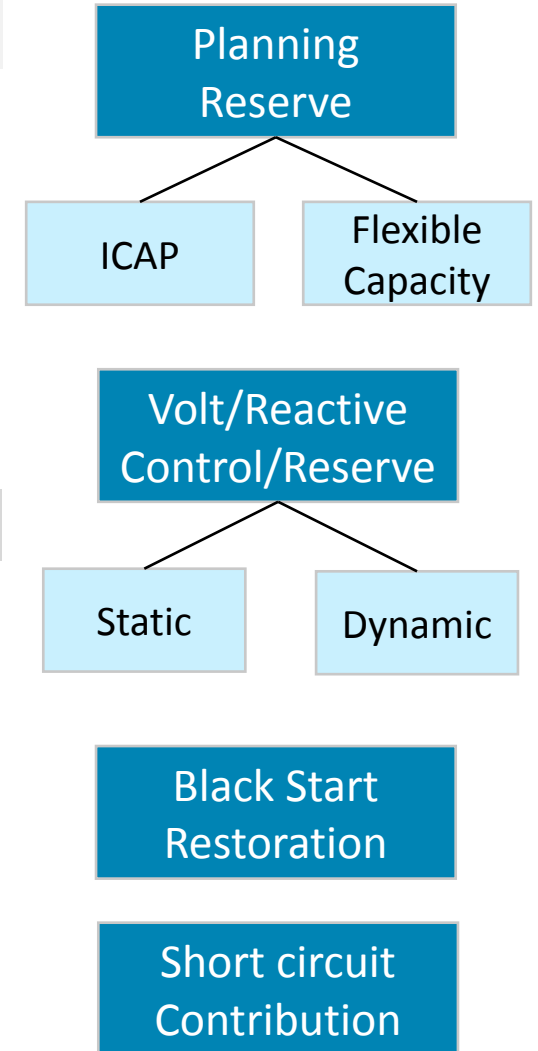 Planning
Reserve
ICAP
Flexible
Capacity
Volt/Reactive
Control/Reserve
Static
Dynamic
Black Start
Restoration
Short circuit
Contribution